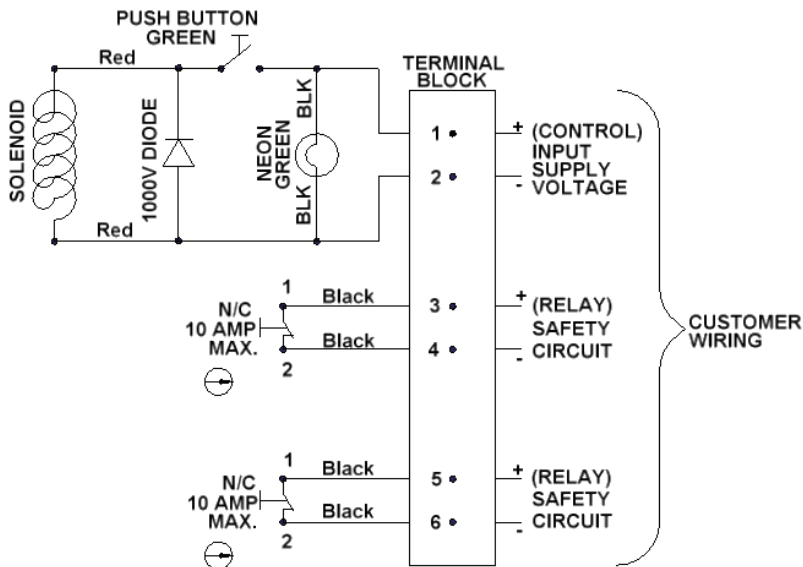 PUSH BUTTON
GREEN
Red
SOLENOID
1000V DIODE
NEON
GREEN
BLK
BLK
Red
TERMINAL
BLOCK
1
+
(CONTROL)
INPUT
2
-
SUPPLY
VOLTAGE
N/C
10 AMP
MAX.
1
Black
2
Black
3
+
(RELAY)
SAFETY
4
-
CIRCUIT
CUSTOMER
WIRING
N/C
10 AMP
MAX.
1
Black
2
Black
5
+
(RELAY)
SAFETY
6
-
CIRCUIT